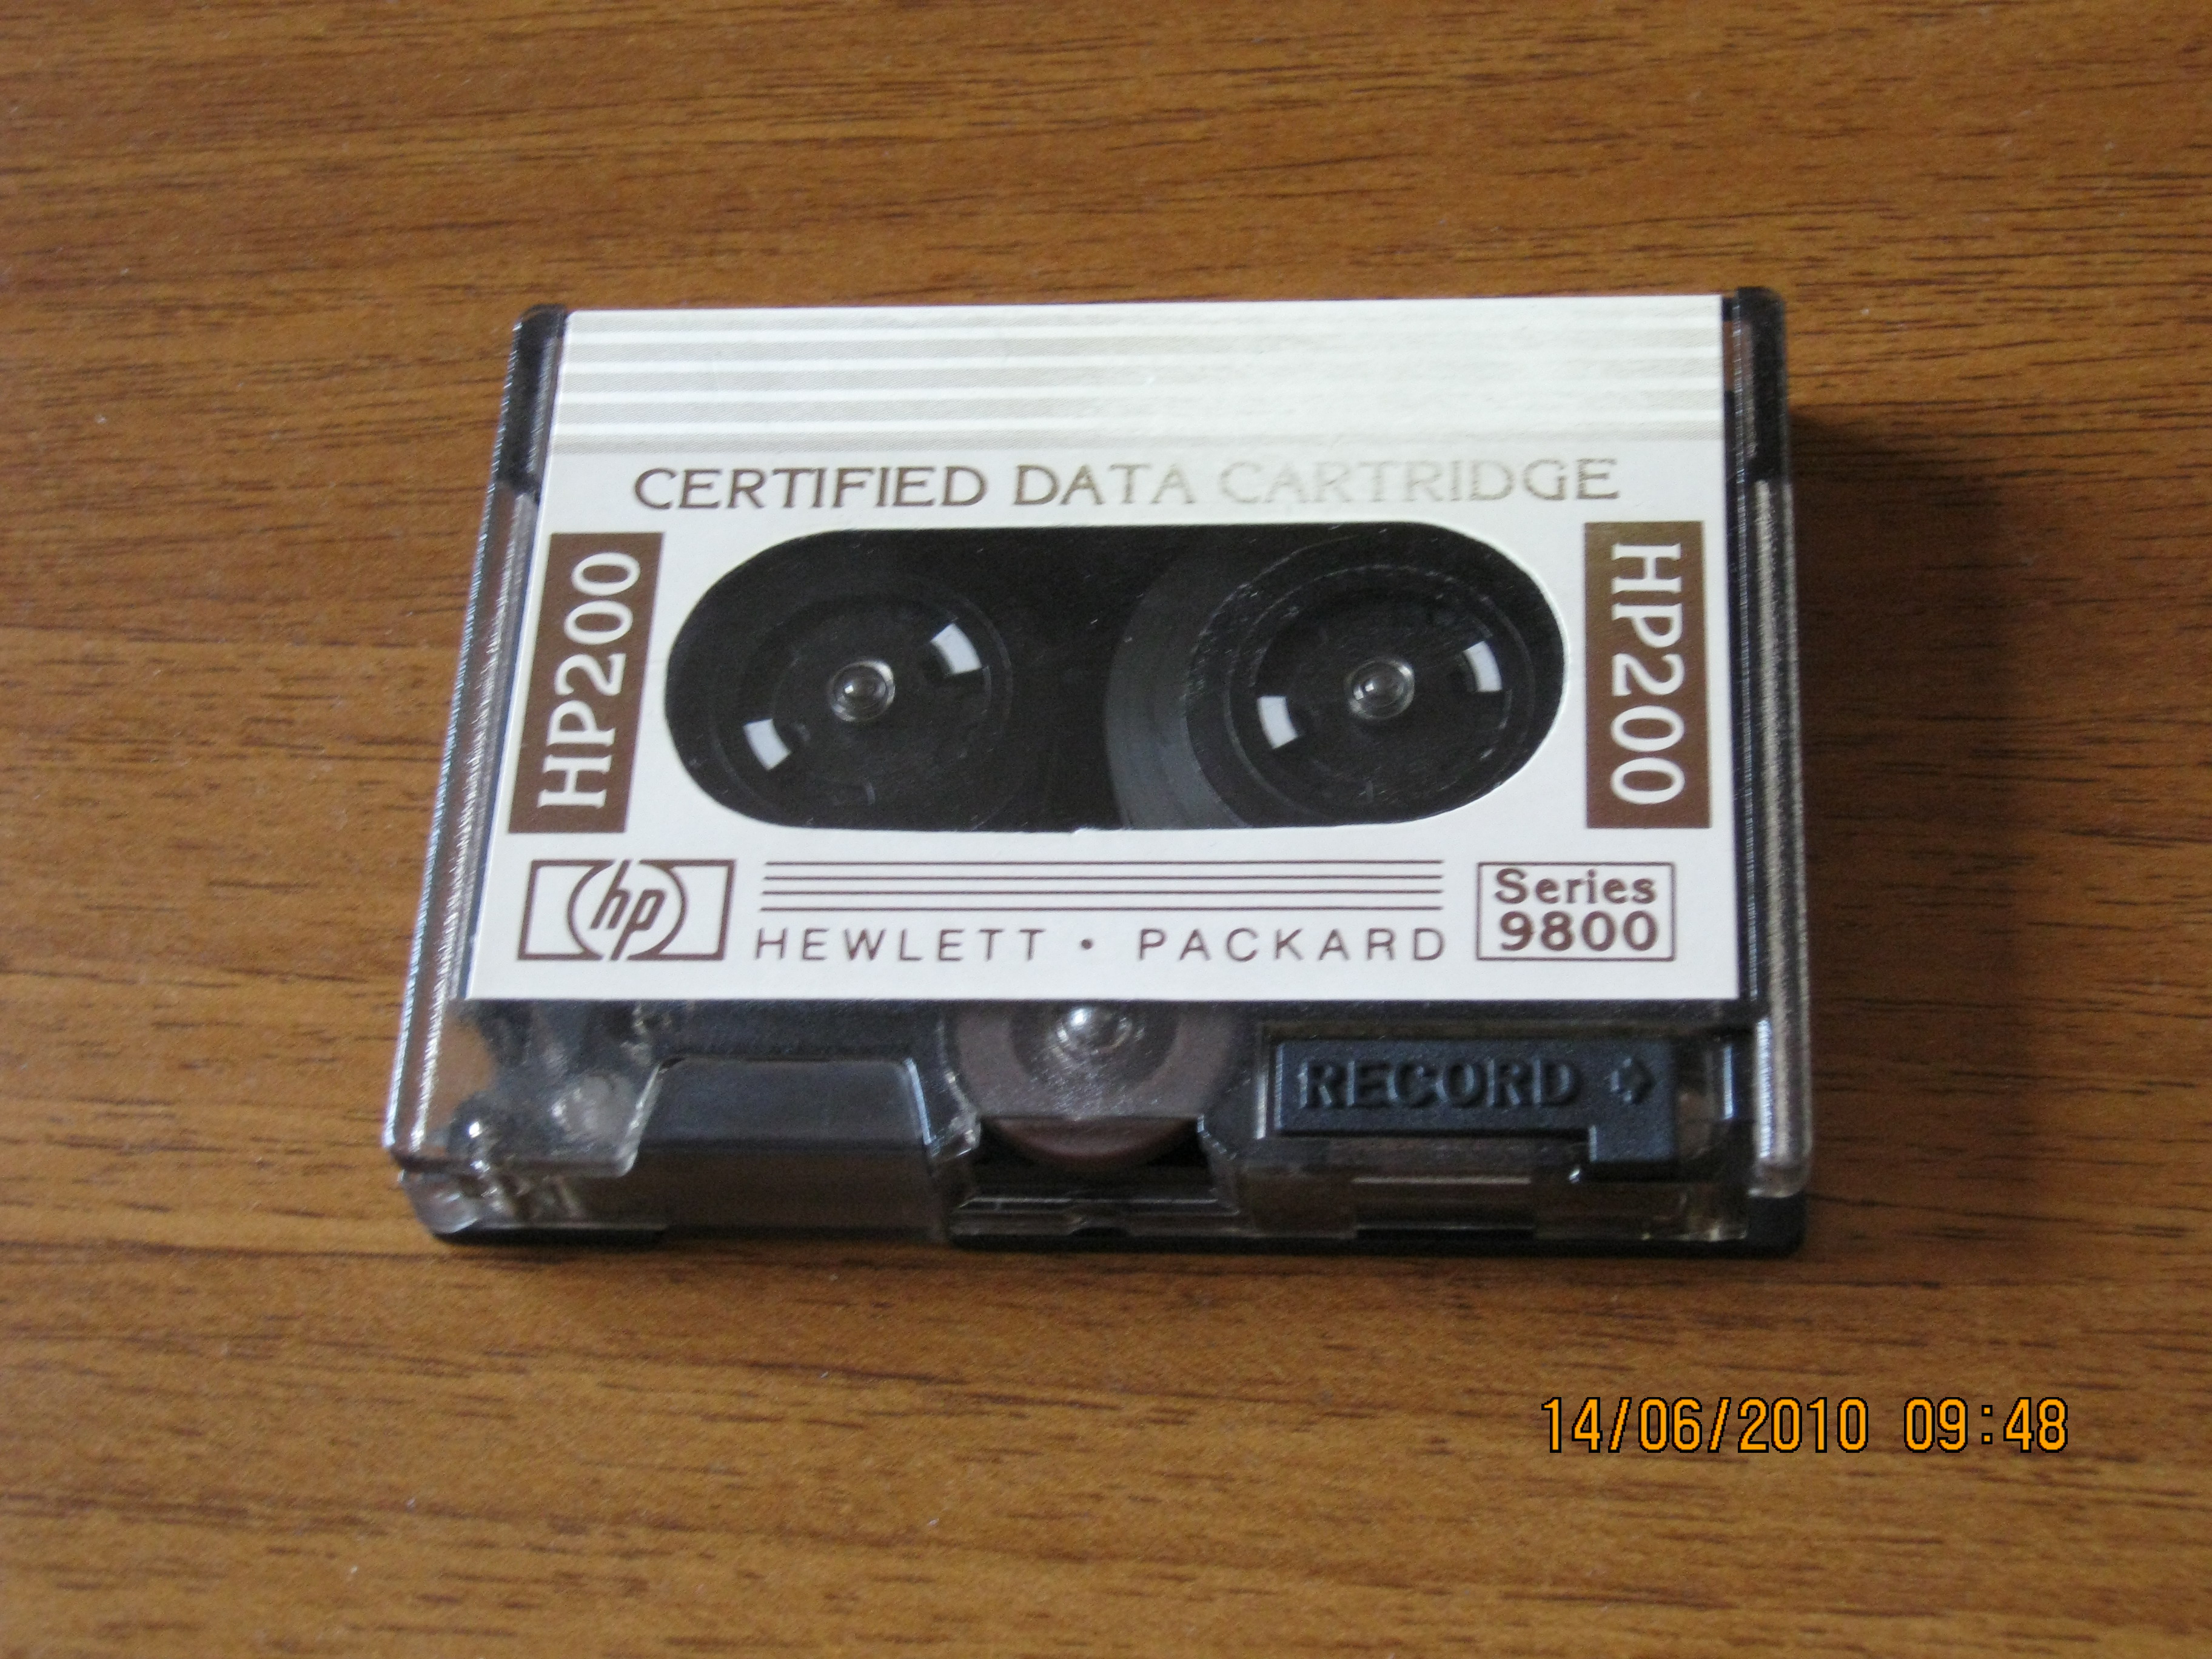 CERTIFIED DATA CARTRIDGE
HP200
HP200
hp
HEWLETT • PACKARD
Series
9800
RECORD
14/06/2010 09:48